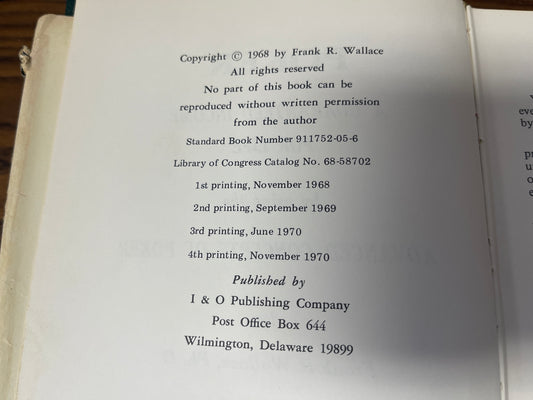 Copyright © 1968 by Frank R. Wallace
All rights reserved
No part of this book can be
reproduced without written permission
from the author
Standard Book Number 911752-05-6
Library of Congress Catalog No. 68-58702
1st printing, November 1968
2nd printing, September 1969
3rd printing, June 1970
4th printing, November 1970
Published by
I & O Publishing Company
Post Office Box 644
Wilmington, Delaware 19899